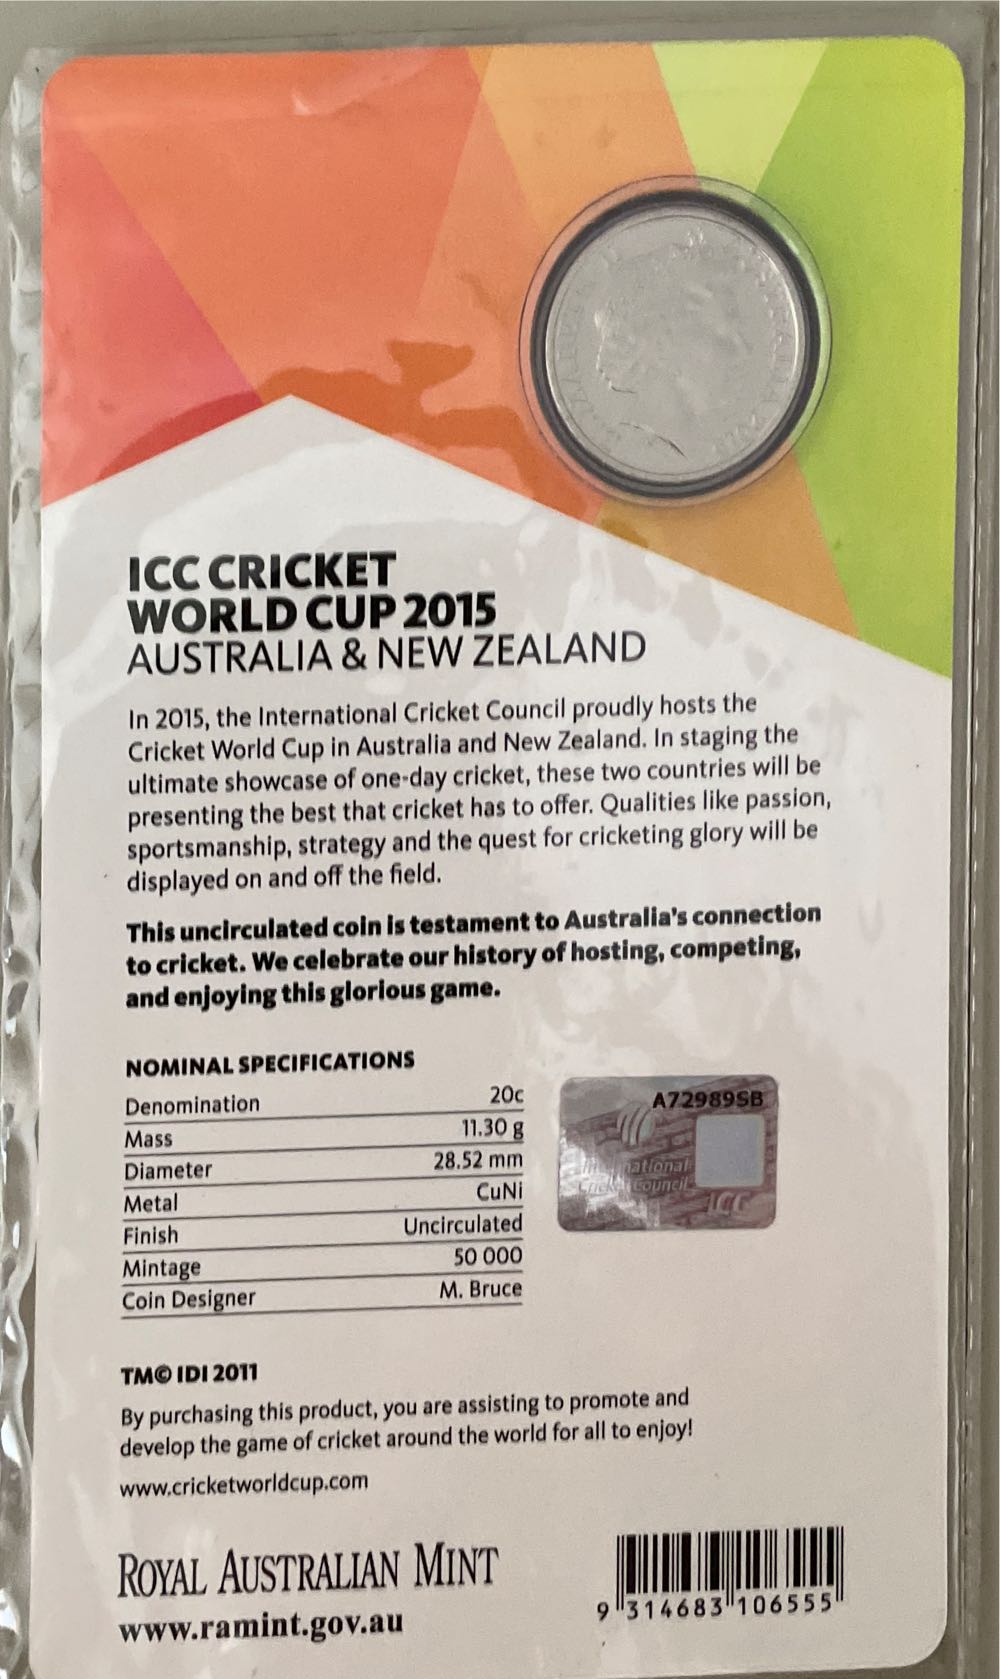 ICC CRICKET
WORLD CUP 2015
AUSTRALIA & NEW ZEALAND
In 2015, the International Cricket Council proudly hosts the
Cricket World Cup in Australia and New Zealand. In staging the
ultimate showcase of one-day cricket, these two countries will be
presenting the best that cricket has to offer. Qualities like passion,
sportsmanship, strategy and the quest for cricketing glory will be
displayed on and off the field.
This uncirculated coin is testament to Australia's connection
to cricket. We celebrate our history of hosting, competing,
and enjoying this glorious game.
NOMINAL SPECIFICATIONS
Denomination 20c
Mass 11.30 g
Diameter 28.52 mm
Metal CuNi
Finish Uncirculated
Mintage 50 000
Coin Designer M. Bruce
A72989SB
International
Cricket Council
ICC
TM© IDI 2011
By purchasing this product, you are assisting to promote and
develop the game of cricket around the world for all to enjoy!
www.cricketworldcup.com
ROYAL AUSTRALIAN MINT
www.ramint.gov.au
9 314683 106555